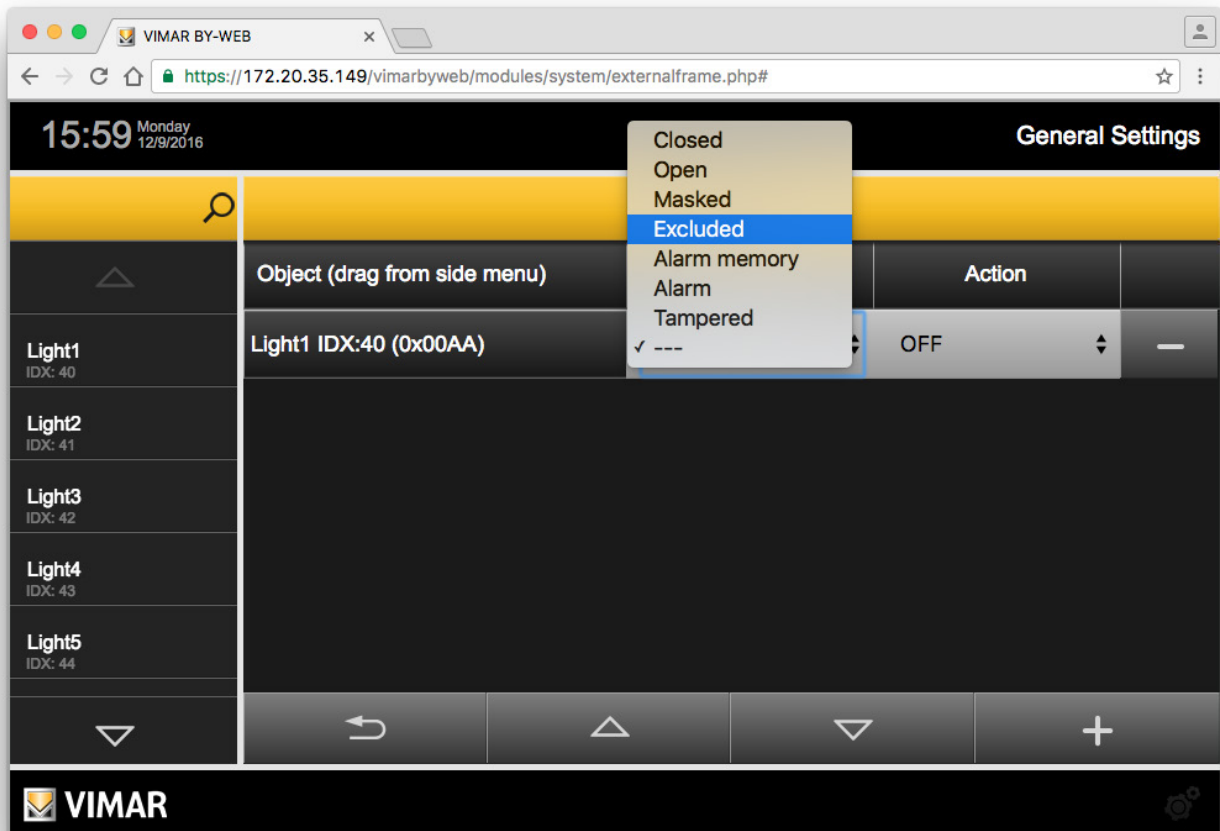 VIMAR BY-WEB
https://172.20.35.149/vimarbyweb/modules/system/externalframe.php#
15:59 Monday
12/9/2016
General Settings
Closed
Open
Masked
Excluded
Alarm memory
Alarm
Tampered
✓ ---
Object (drag from side menu)
Action
Light1 IDX:40 (0x00AA)
OFF
Light1
IDX: 40
Light2
IDX: 41
Light3
IDX: 42
Light4
IDX: 43
Light5
IDX: 44
VIMAR